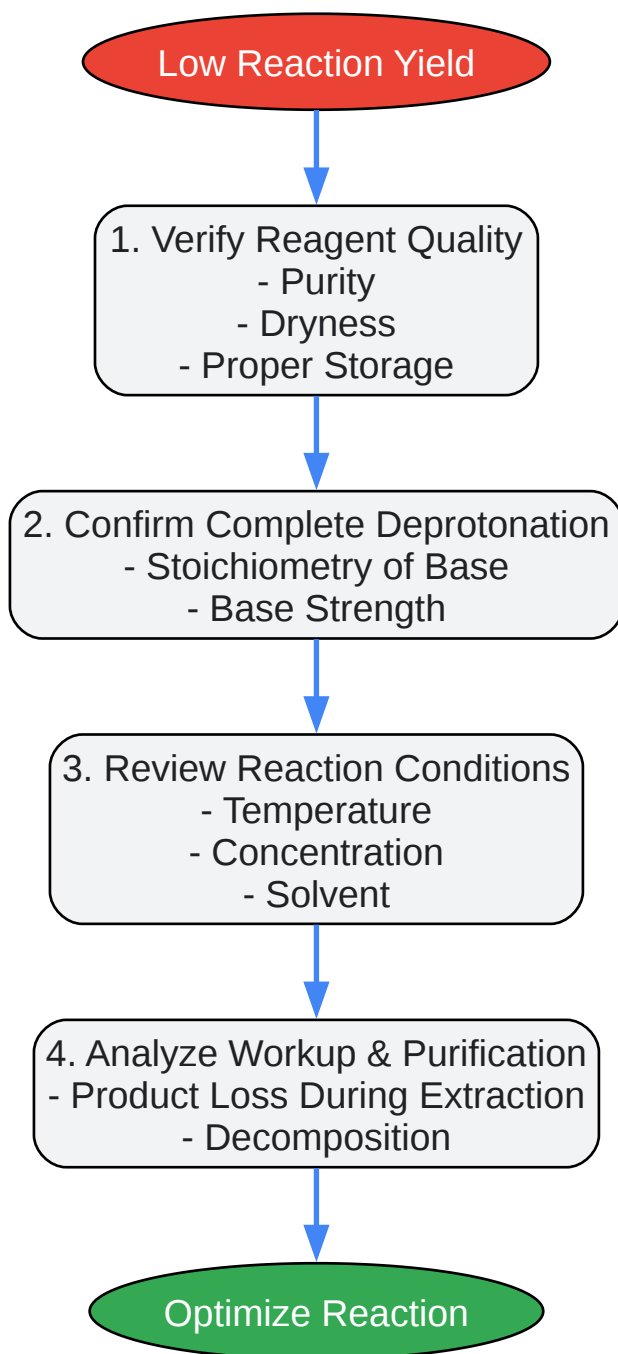 Low Reaction Yield
1. Verify Reagent Quality
- Purity
- Dryness
- Proper Storage
2. Confirm Complete Deprotonation
- Stoichiometry of Base
- Base Strength
3. Review Reaction Conditions
- Temperature
- Concentration
- Solvent
4. Analyze Workup & Purification
- Product Loss During Extraction
- Decomposition
Optimize Reaction